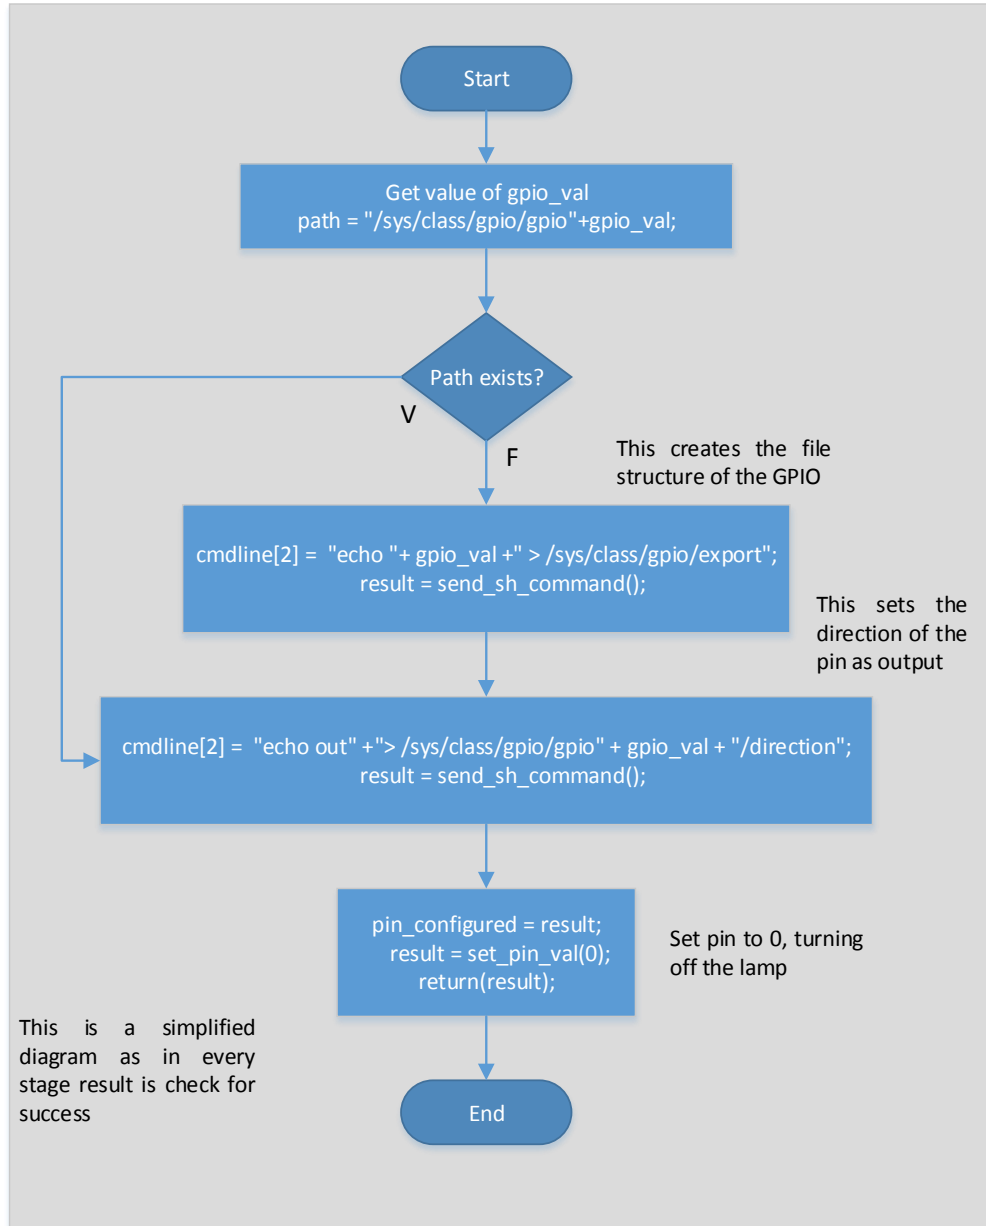 Start
Get value of gpio_val
path = "/sys/class/gpio/gpio"+gpio_val;
Path exists?
V
F
This creates the file
structure of the GPIO
cmdline[2] = "echo "+ gpio_val +" > /sys/class/gpio/export";
result = send_sh_command();
This sets the
direction of the
pin as output
cmdline[2] = "echo out" +"> /sys/class/gpio/gpio" + gpio_val + "/direction";
result = send_sh_command();
pin_configured = result;
result = set_pin_val(0);
return(result);
Set pin to 0, turning
off the lamp
This is a simplified
diagram as in every
stage result is check for
success
End